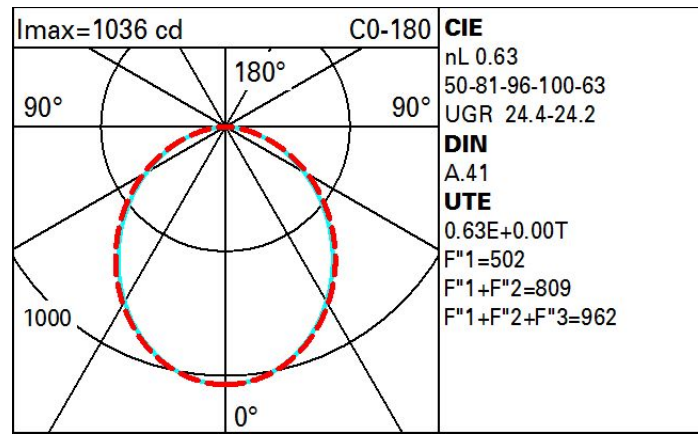 Imax=1036 cd
C0-180
180°
90°
90°
1000
0°
CIE
nL 0.63
50-81-96-100-63
UGR 24.4-24.2
DIN
A.41
UTE
0.63E+0.00T
F"1=502
F"1+F"2=809
F"1+F"2+F"3=962